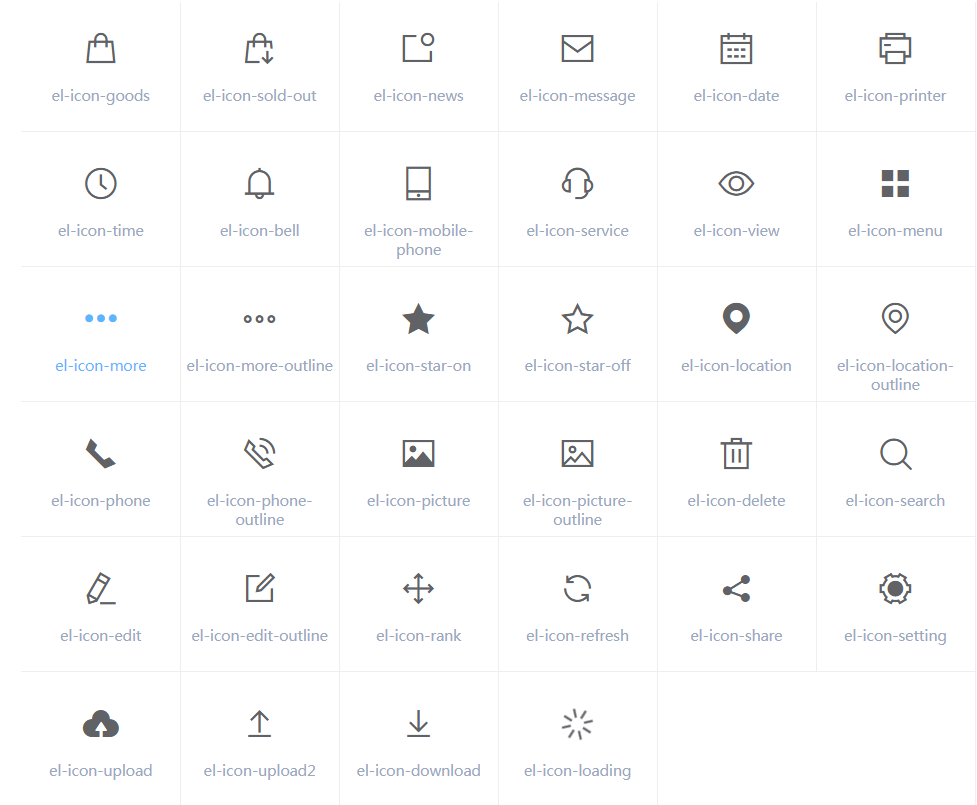 el-icon-goods
el-icon-sold-out
el-icon-news
el-icon-message
el-icon-date
el-icon-printer
el-icon-time
el-icon-bell
el-icon-mobile-
phone
el-icon-service
el-icon-view
el-icon-menu
el-icon-more
el-icon-more-outline
el-icon-star-on
el-icon-star-off
el-icon-location
el-icon-location-
outline
el-icon-phone
el-icon-phone-
outline
el-icon-picture
el-icon-picture-
outline
el-icon-delete
el-icon-search
el-icon-edit
el-icon-edit-outline
el-icon-rank
el-icon-refresh
el-icon-share
el-icon-setting
el-icon-upload
el-icon-upload2
el-icon-download
el-icon-loading